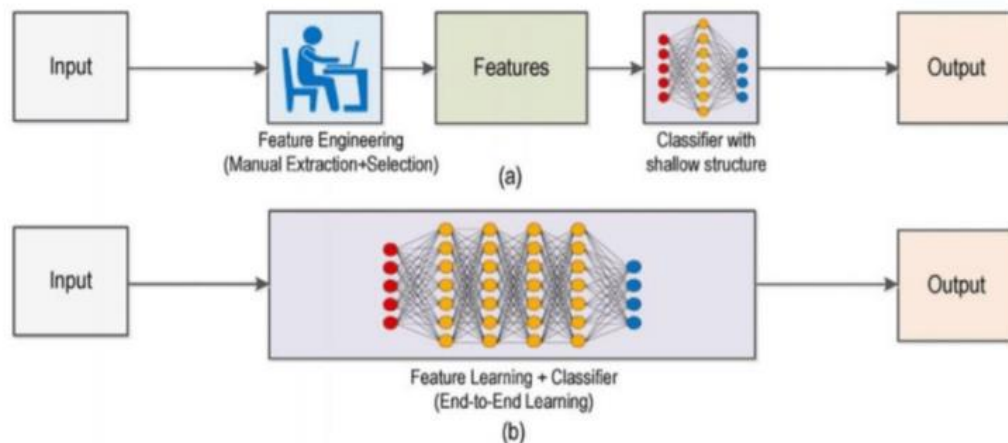 Input
Features
Output
Feature Engineering
(Manual Extraction+Selection)
Classifier with
shallow structure
(a)
Input
Output
Feature Learning + Classifier
(End-to-End Learning)
(b)